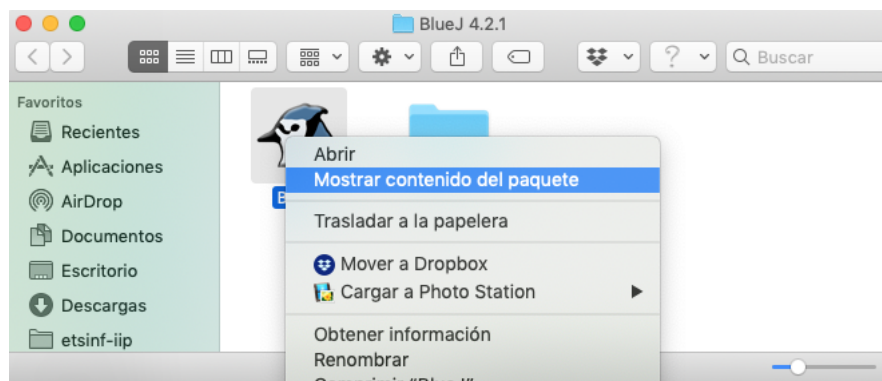 BlueJ 4.2.1
Buscar
Favoritos
Recientes
Aplicaciones
AirDrop
Documentos
Escritorio
Descargas
etsinf-iip
Abrir
Mostrar contenido del paquete
Trasladar a la papelera
Mover a Dropbox
Cargar a Photo Station
Obtener información
Renombrar